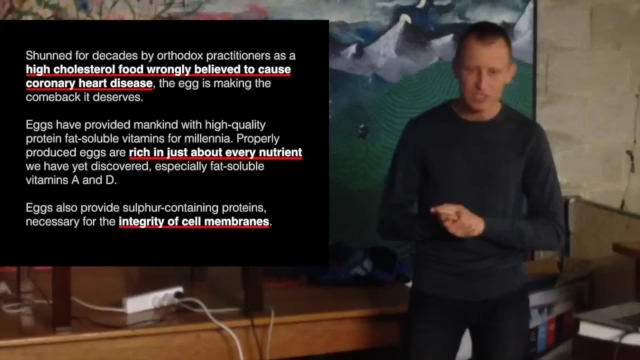 Shunned for decades by orthodox practitioners as a
high cholesterol food wrongly believed to cause
coronary heart disease, the egg is making the
comeback it deserves.
Eggs have provided mankind with high-quality
protein fat-soluble vitamins for millennia. Properly
produced eggs are rich in just about every nutrient
we have yet discovered, especially fat-soluble
vitamins A and D.
Eggs also provide sulphur-containing proteins,
necessary for the integrity of cell membranes.